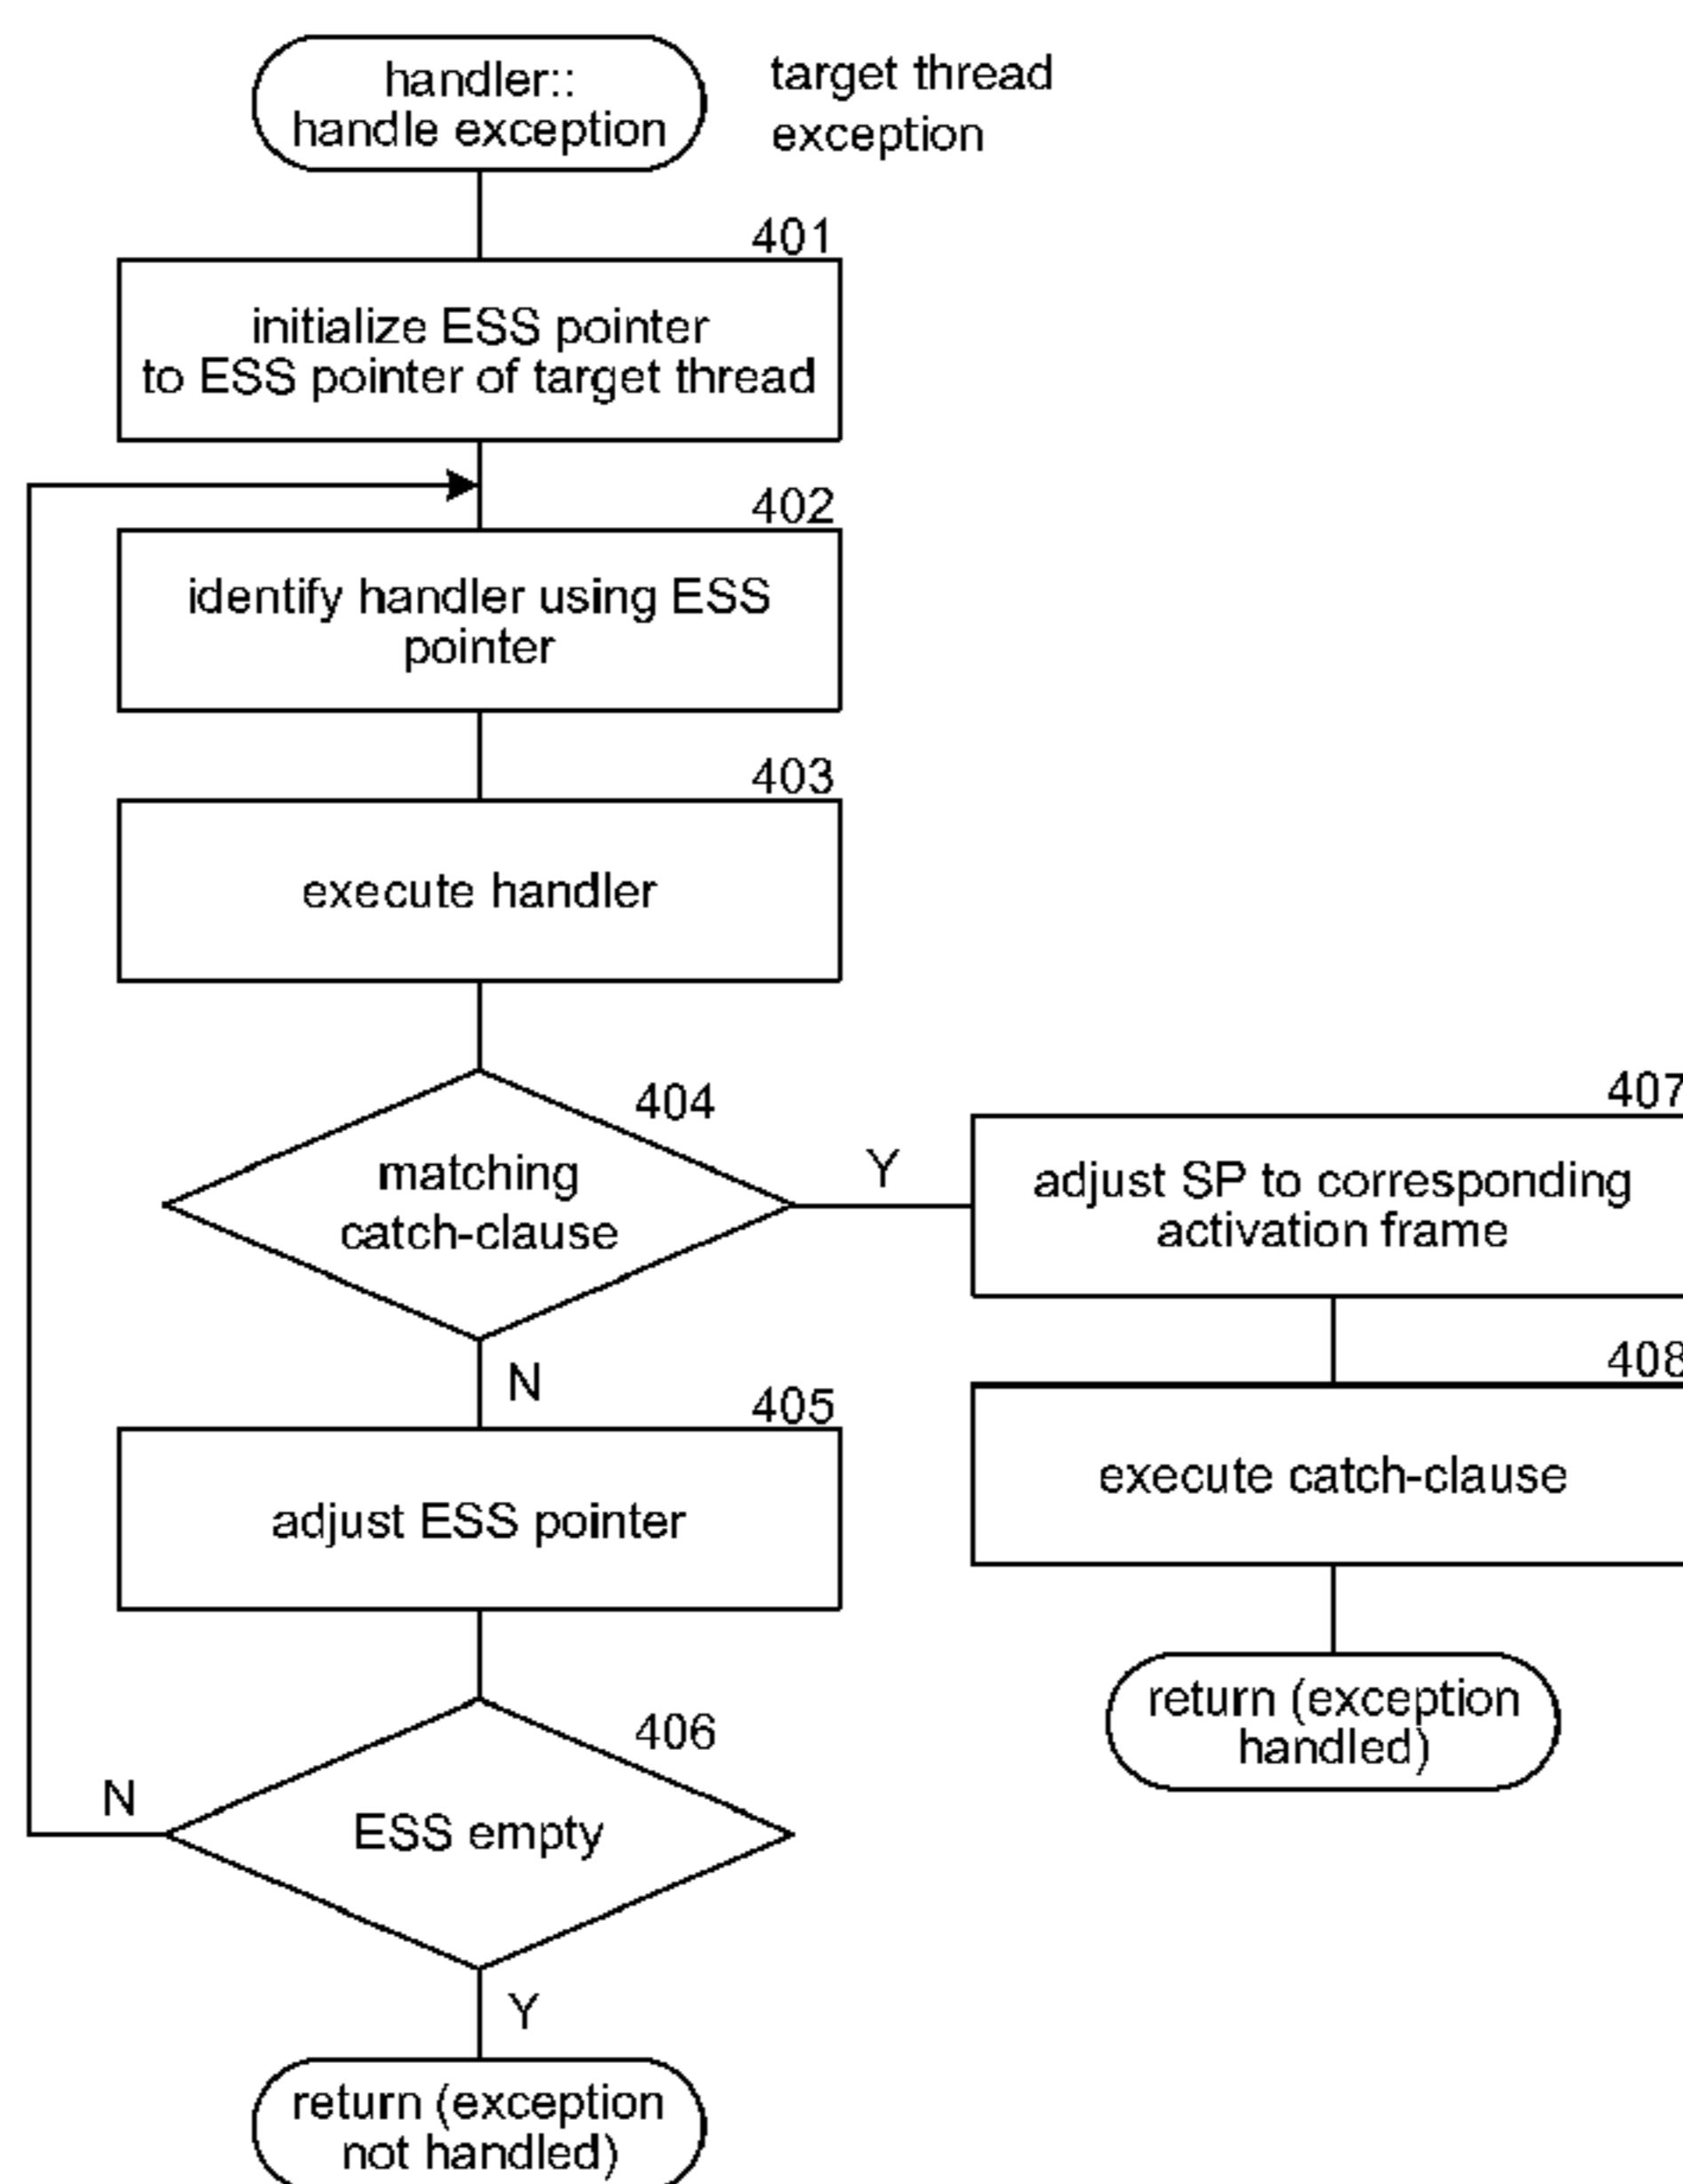 handler::
handle exception
target thread
exception
401
initialize ESS pointer
to ESS pointer of target thread
402
identify handler using ESS
pointer
403
execute handler
404
matching
catch-clause
Y
407
adjust SP to corresponding
activation frame
N
408
execute catch-clause
405
adjust ESS pointer
return (exception
handled)
406
N
ESS empty
Y
return (exception
not handled)